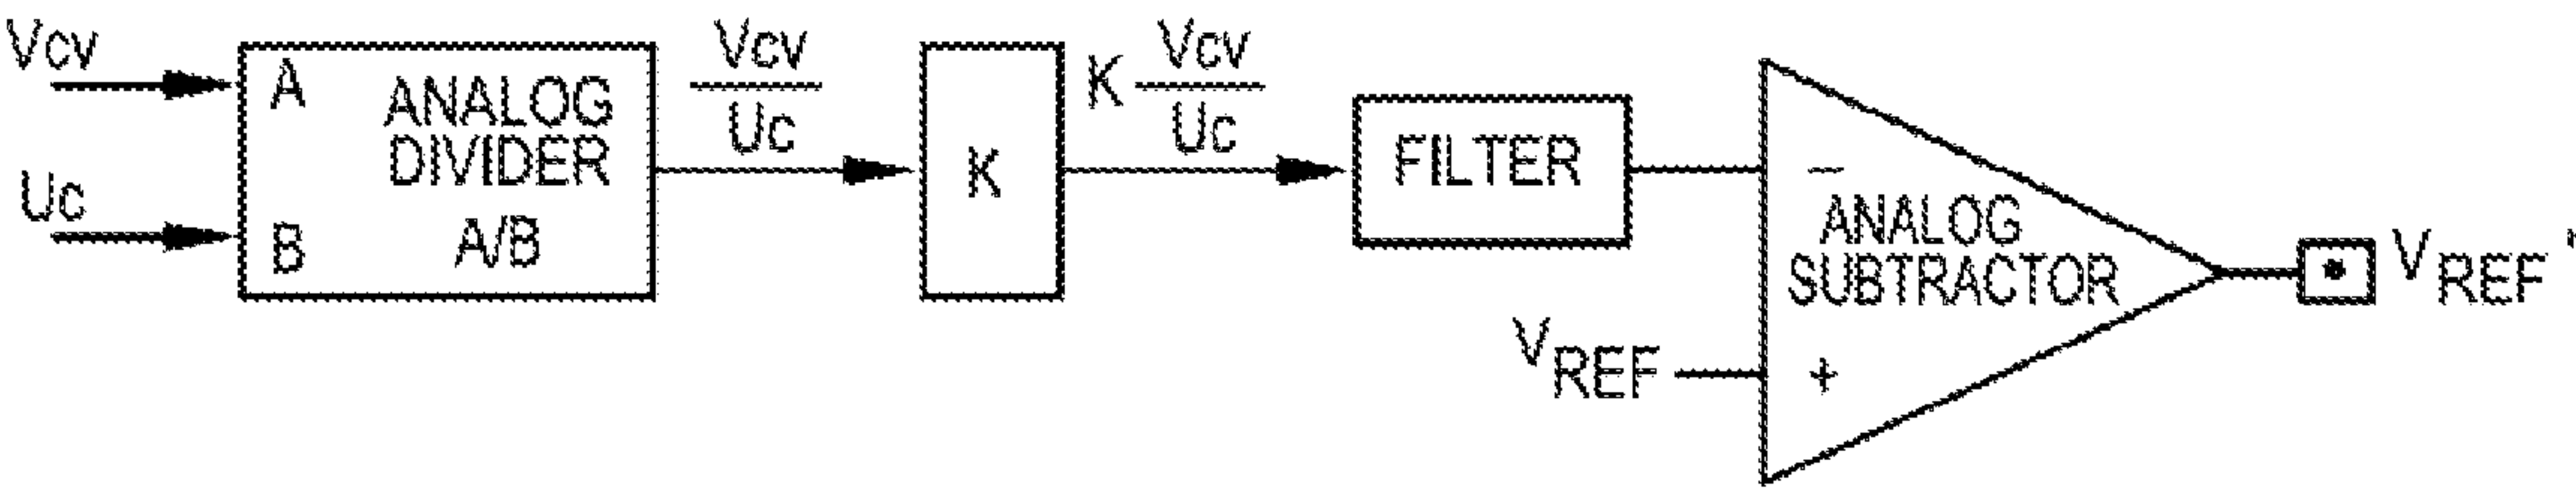 Vcv
A
ANALOG
DIVIDER
A/B
Uc
B
Vcv
Uc
K
K Vcv
Uc
FILTER
−
ANALOG
SUBTRACTOR
+
VREF
VREF'